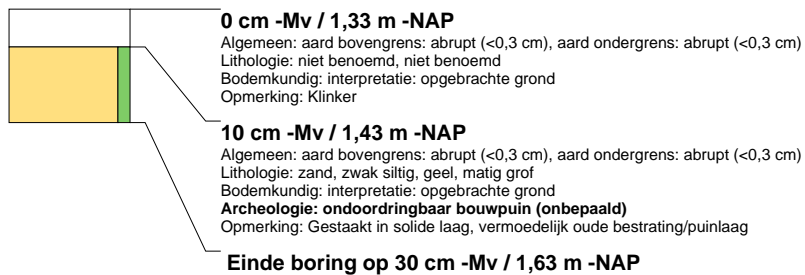 0 cm -Mv / 1,33 m -NAP
Algemeen: aard bovengrens: abrupt (<0,3 cm), aard ondergrens: abrupt (<0,3 cm)
Lithologie: niet benoemd, niet benoemd
Bodemkundig: interpretatie: opgebrachte grond
Opmerking: Klinker
10 cm -Mv / 1,43 m -NAP
Algemeen: aard bovengrens: abrupt (<0,3 cm), aard ondergrens: abrupt (<0,3 cm)
Lithologie: zand, zwak siltig, geel, matig grof
Bodemkundig: interpretatie: opgebrachte grond
Archeologie: ondoordringbaar bouwpuin (onbepaald)
Opmerking: Gestaakt in solide laag, vermoedelijk oude bestrating/puinlaag
Einde boring op 30 cm -Mv / 1,63 m -NAP